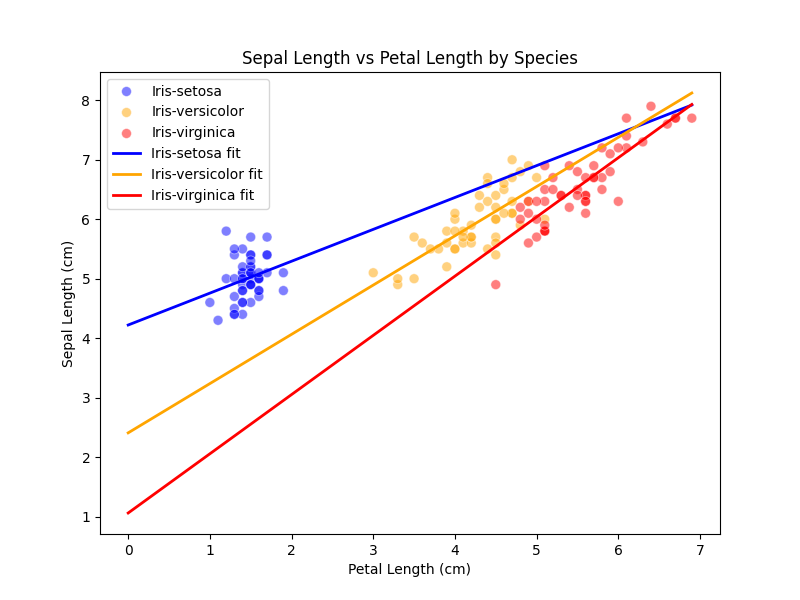 Sepal Length vs Petal Length by Species
Iris-setosa
Iris-versicolor
Iris-virginica
Iris-setosa fit
Iris-versicolor fit
Iris-virginica fit
8
7
6
5
4
3
2
1
Sepal Length (cm)
0 1 2 3 4 5 6 7
Petal Length (cm)